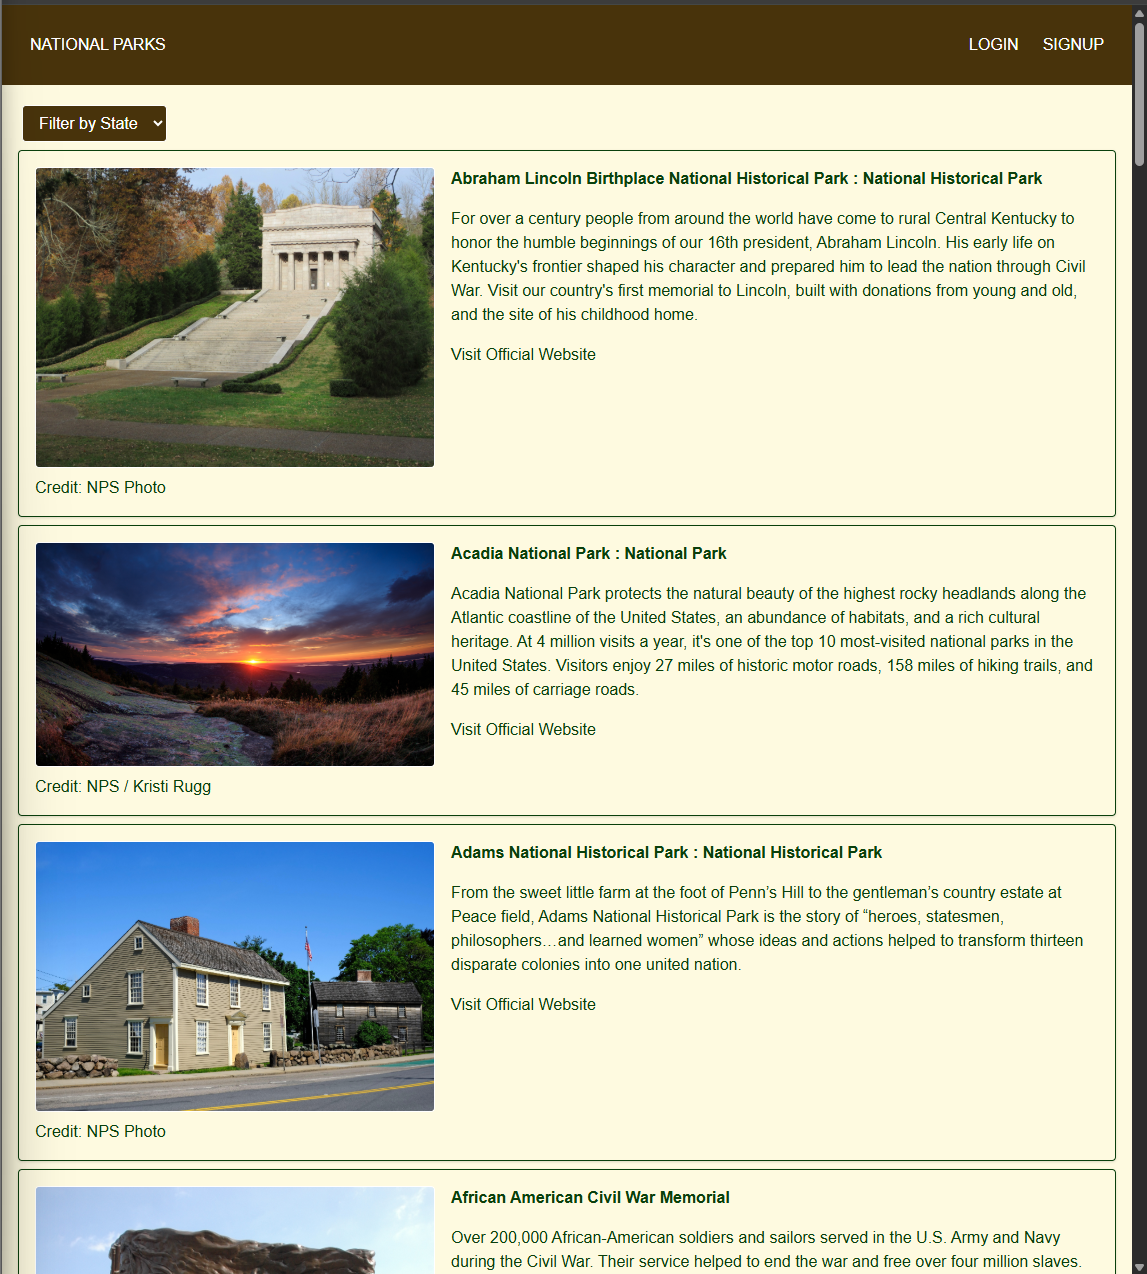 NATIONAL PARKS
LOGIN SIGNUP
Filter by State
Abraham Lincoln Birthplace National Historical Park : National Historical Park
For over a century people from around the world have come to rural Central Kentucky to
honor the humble beginnings of our 16th president, Abraham Lincoln. His early life on
Kentucky's frontier shaped his character and prepared him to lead the nation through Civil
War. Visit our country's first memorial to Lincoln, built with donations from young and old,
and the site of his childhood home.
Visit Official Website
Credit: NPS Photo
Acadia National Park : National Park
Acadia National Park protects the natural beauty of the highest rocky headlands along the
Atlantic coastline of the United States, an abundance of habitats, and a rich cultural
heritage. At 4 million visits a year, it's one of the top 10 most-visited national parks in the
United States. Visitors enjoy 27 miles of historic motor roads, 158 miles of hiking trails, and
45 miles of carriage roads.
Visit Official Website
Credit: NPS / Kristi Rugg
Adams National Historical Park : National Historical Park
From the sweet little farm at the foot of Penn’s Hill to the gentleman’s country estate at
Peace field, Adams National Historical Park is the story of “heroes, statesmen,
philosophers…and learned women” whose ideas and actions helped to transform thirteen
disparate colonies into one united nation.
Visit Official Website
Credit: NPS Photo
African American Civil War Memorial
Over 200,000 African-American soldiers and sailors served in the U.S. Army and Navy
during the Civil War. Their service helped to end the war and free over four million slaves.